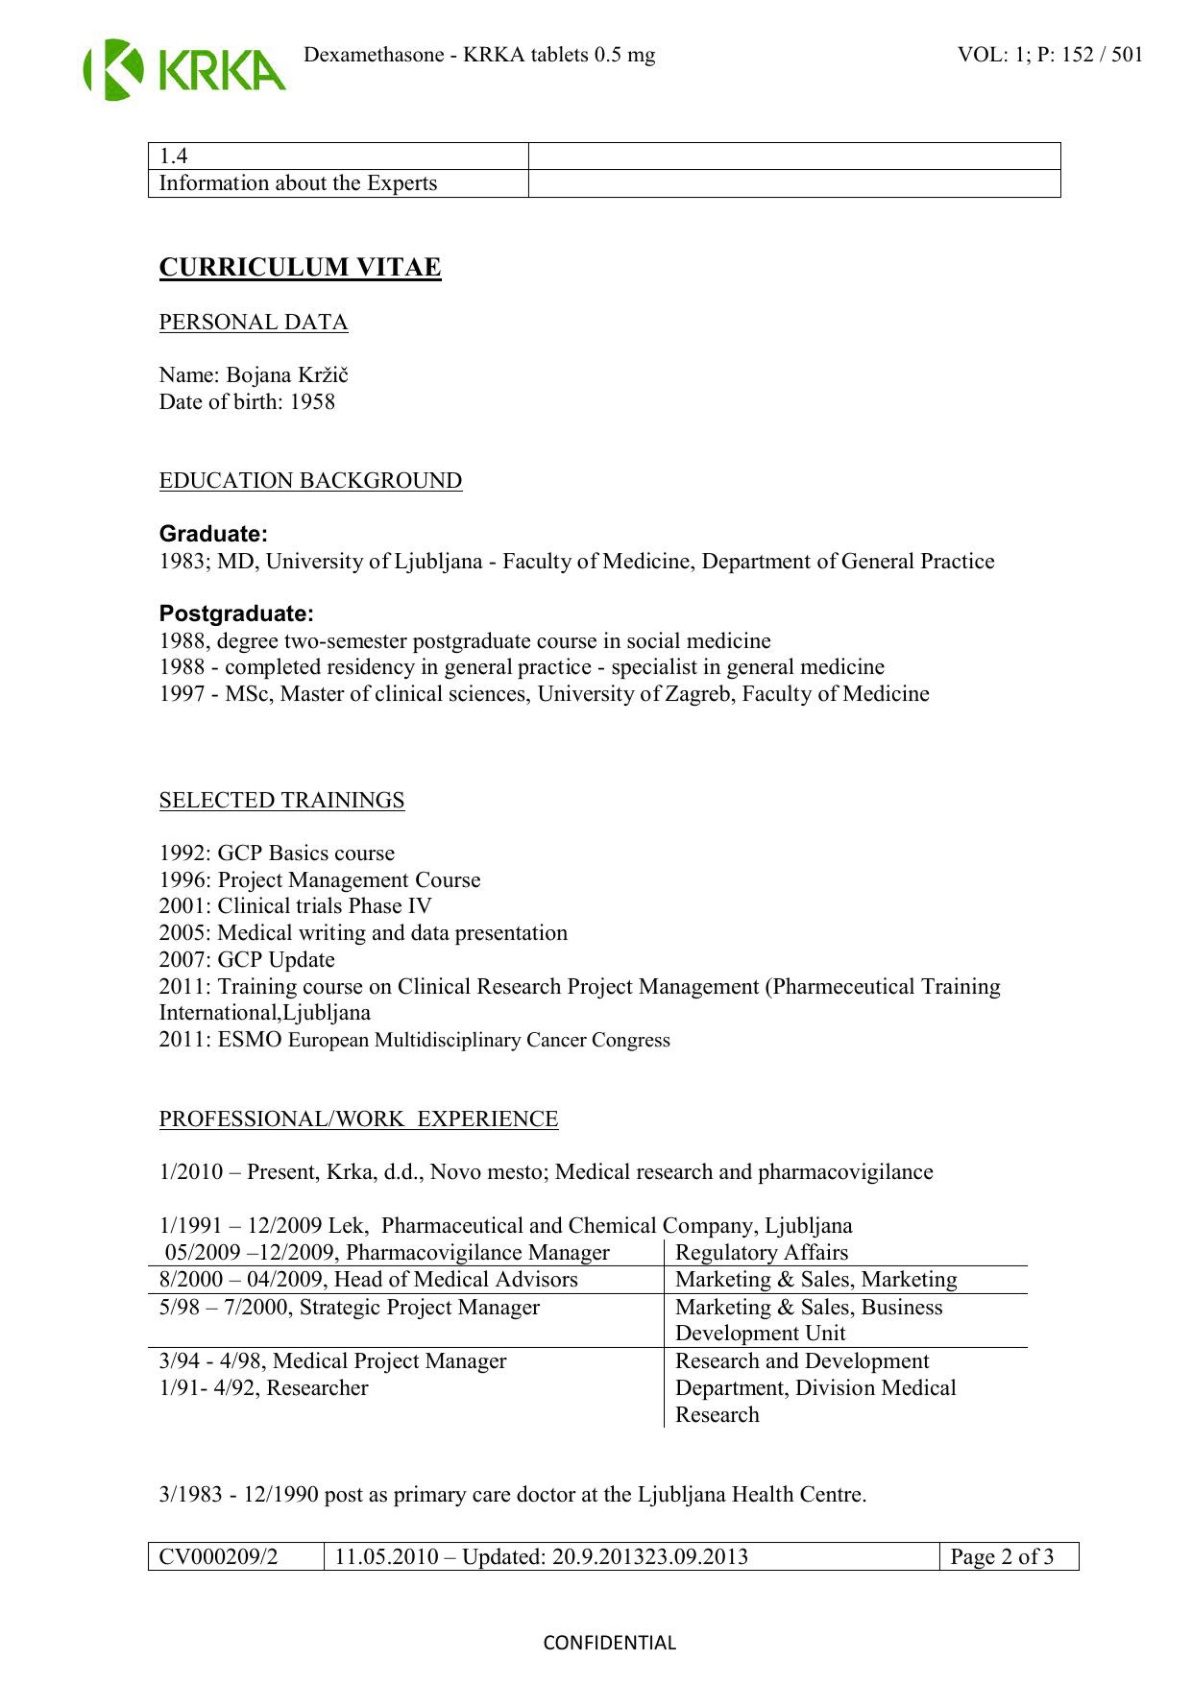 KRKA
Dexamethasone - KRKA tablets 0.5 mg
VOL: 1; P: 152 / 501
1.4
Information about the Experts
CURRICULUM VITAE
PERSONAL DATA
Name: Bojana Kržič
Date of birth: 1958
EDUCATION BACKGROUND
Graduate:
1983; MD, University of Ljubljana - Faculty of Medicine, Department of General Practice
Postgraduate:
1988, degree two-semester postgraduate course in social medicine
1988 - completed residency in general practice - specialist in general medicine
1997 - MSc, Master of clinical sciences, University of Zagreb, Faculty of Medicine
SELECTED TRAININGS
1992: GCP Basics course
1996: Project Management Course
2001: Clinical trials Phase IV
2005: Medical writing and data presentation
2007: GCP Update
2011: Training course on Clinical Research Project Management (Pharmeceutical Training
International,Ljubljana
2011: ESMO European Multidisciplinary Cancer Congress
PROFESSIONAL/WORK EXPERIENCE
1/2010 – Present, Krka, d.d., Novo mesto; Medical research and pharmacovigilance
1/1991 – 12/2009 Lek, Pharmaceutical and Chemical Company, Ljubljana
05/2009 –12/2009, Pharmacovigilance Manager
Regulatory Affairs
8/2000 – 04/2009, Head of Medical Advisors
Marketing & Sales, Marketing
5/98 – 7/2000, Strategic Project Manager
Marketing & Sales, Business
Development Unit
3/94 - 4/98, Medical Project Manager
1/91- 4/92, Researcher
Research and Development
Department, Division Medical
Research
3/1983 - 12/1990 post as primary care doctor at the Ljubljana Health Centre.
CV000209/2
11.05.2010 – Updated: 20.9.201323.09.2013
Page 2 of 3
CONFIDENTIAL